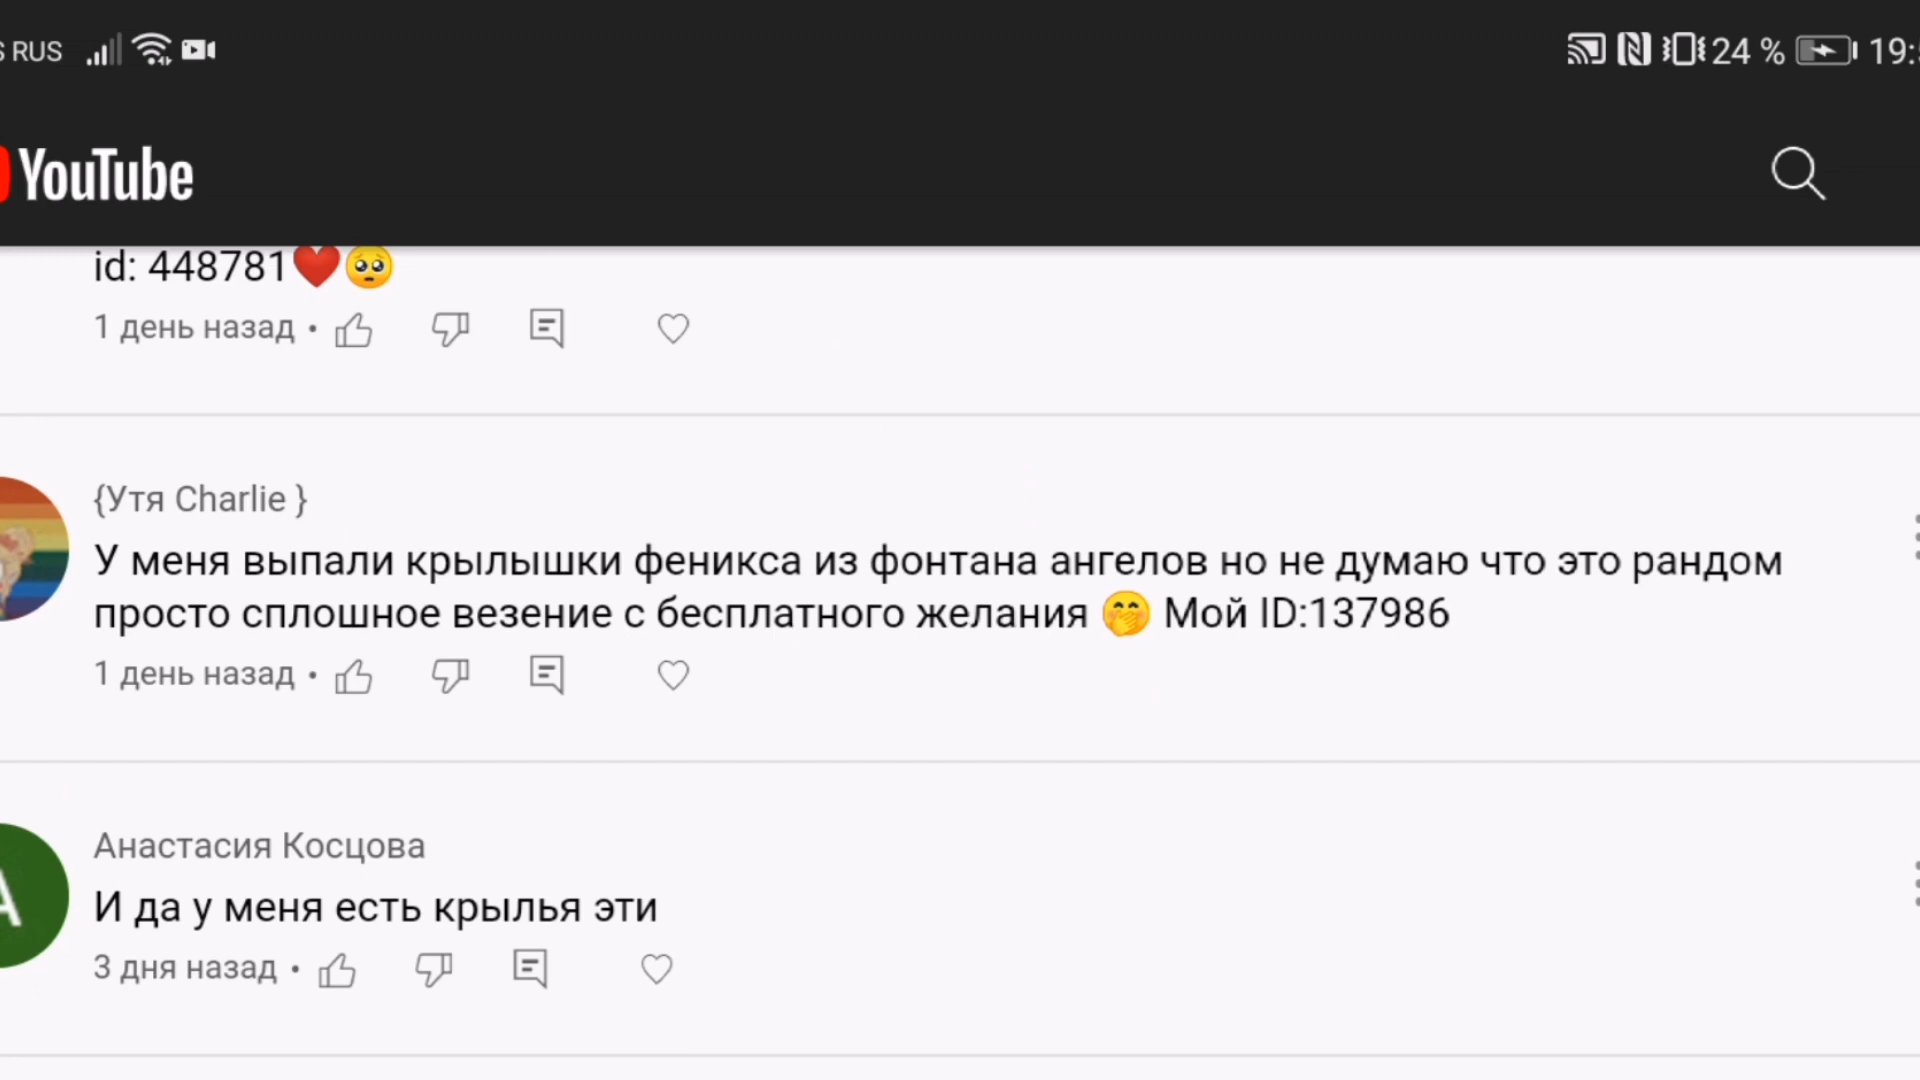 RUS
24 %
19:
YouTube
id: 448781❤️🥺
1 день назад •
{Утя Charlie }
У меня выпали крылышки феникса из фонтана ангелов но не думаю что это рандом
просто сплошное везение с бесплатного желания 🤭 Мой ID:137986
1 день назад •
Анастасия Косцова
И да у меня есть крылья эти
3 дня назад •
A